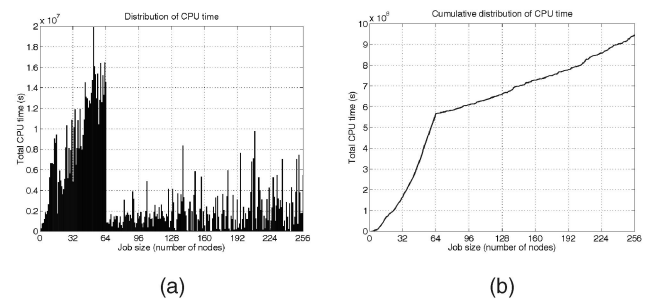 Distribution of CPU time
x 10^7
2
1.8
1.6
1.4
1.2
1
0.8
0.6
0.4
0.2
0
Total CPU time (s)
0 32 64 96 128 160 192 224 256
Job size (number of nodes)
(a)
Cumulative distribution of CPU time
10
9
8
7
6
5
4
3
2
1
0
Total CPU time (s)
0 32 64 96 128 160 192 224 256
Job size (number of nodes)
(b)